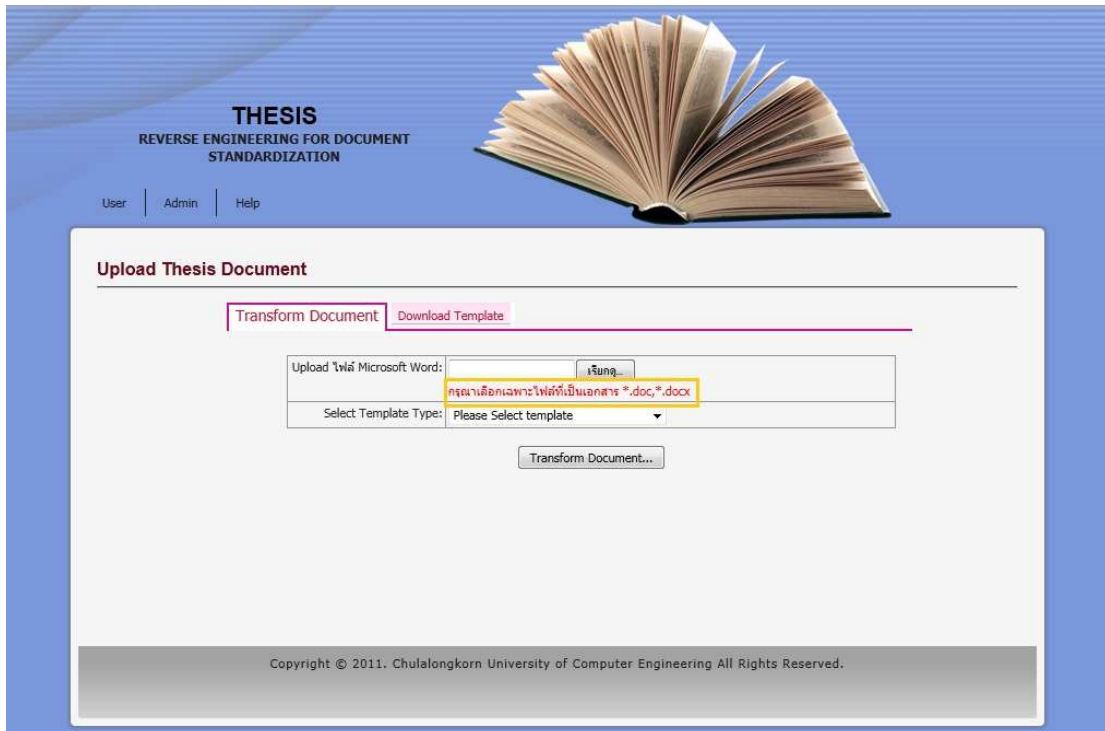 THESIS
REVERSE ENGINEERING FOR DOCUMENT
STANDARDIZATION
User Admin Help
Upload Thesis Document
Transform Document Download Template
Upload ไฟล์ Microsoft Word: เรียกดู...
กรุณาเลือกเฉพาะไฟล์ที่เป็นเอกสาร *.doc,*.docx
Select Template Type: Please Select template
Transform Document...
Copyright © 2011. Chulalongkorn University of Computer Engineering All Rights Reserved.